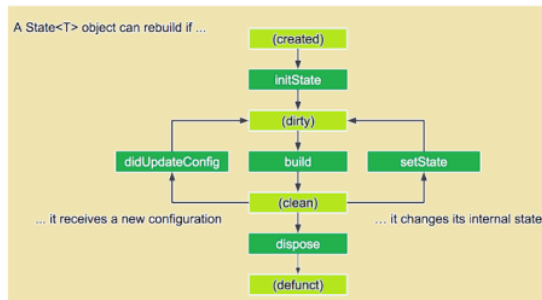 A State<T> object can rebuild if ...
(created)
initState
(dirty)
didUpdateConfig
build
setState
(clean)
... it receives a new configuration
... it changes its internal state
dispose
(defunct)